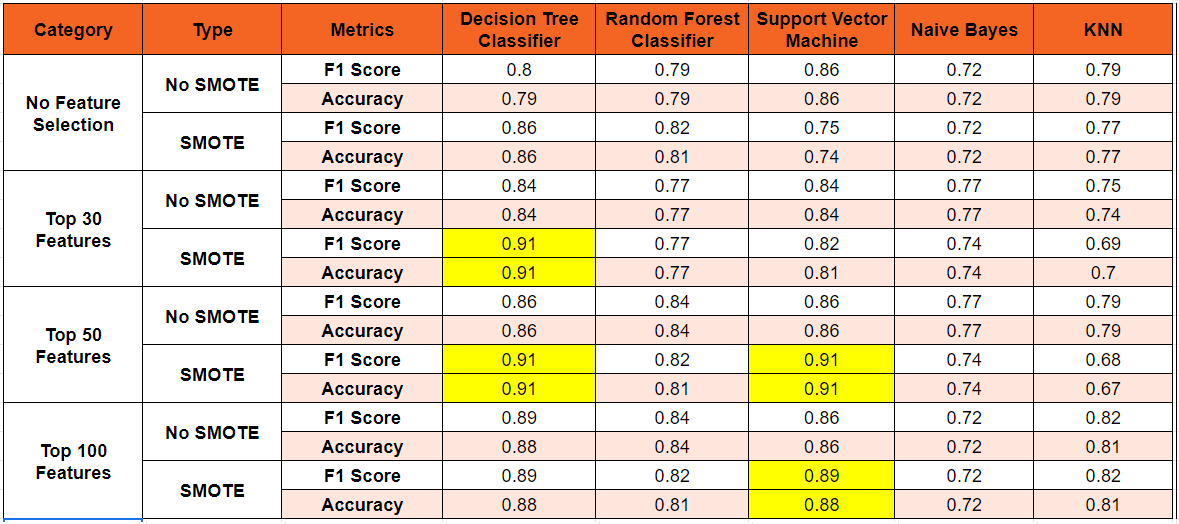 Category Type Metrics Decision Tree Classifier Random Forest Classifier Support Vector Machine Naive Bayes KNN
No Feature Selection No SMOTE F1 Score 0.8 0.79 0.86 0.72 0.79
Accuracy 0.79 0.79 0.86 0.72 0.79
SMOTE F1 Score 0.86 0.82 0.75 0.72 0.77
Accuracy 0.86 0.81 0.74 0.72 0.77
Top 30 Features No SMOTE F1 Score 0.84 0.77 0.84 0.77 0.75
Accuracy 0.84 0.77 0.84 0.77 0.74
SMOTE F1 Score 0.91 0.77 0.82 0.74 0.69
Accuracy 0.91 0.77 0.81 0.74 0.7
Top 50 Features No SMOTE F1 Score 0.86 0.84 0.86 0.77 0.79
Accuracy 0.86 0.84 0.86 0.77 0.79
SMOTE F1 Score 0.91 0.82 0.91 0.74 0.68
Accuracy 0.91 0.81 0.91 0.74 0.67
Top 100 Features No SMOTE F1 Score 0.89 0.84 0.86 0.72 0.82
Accuracy 0.88 0.84 0.86 0.72 0.81
SMOTE F1 Score 0.89 0.82 0.89 0.72 0.82
Accuracy 0.88 0.81 0.88 0.72 0.81